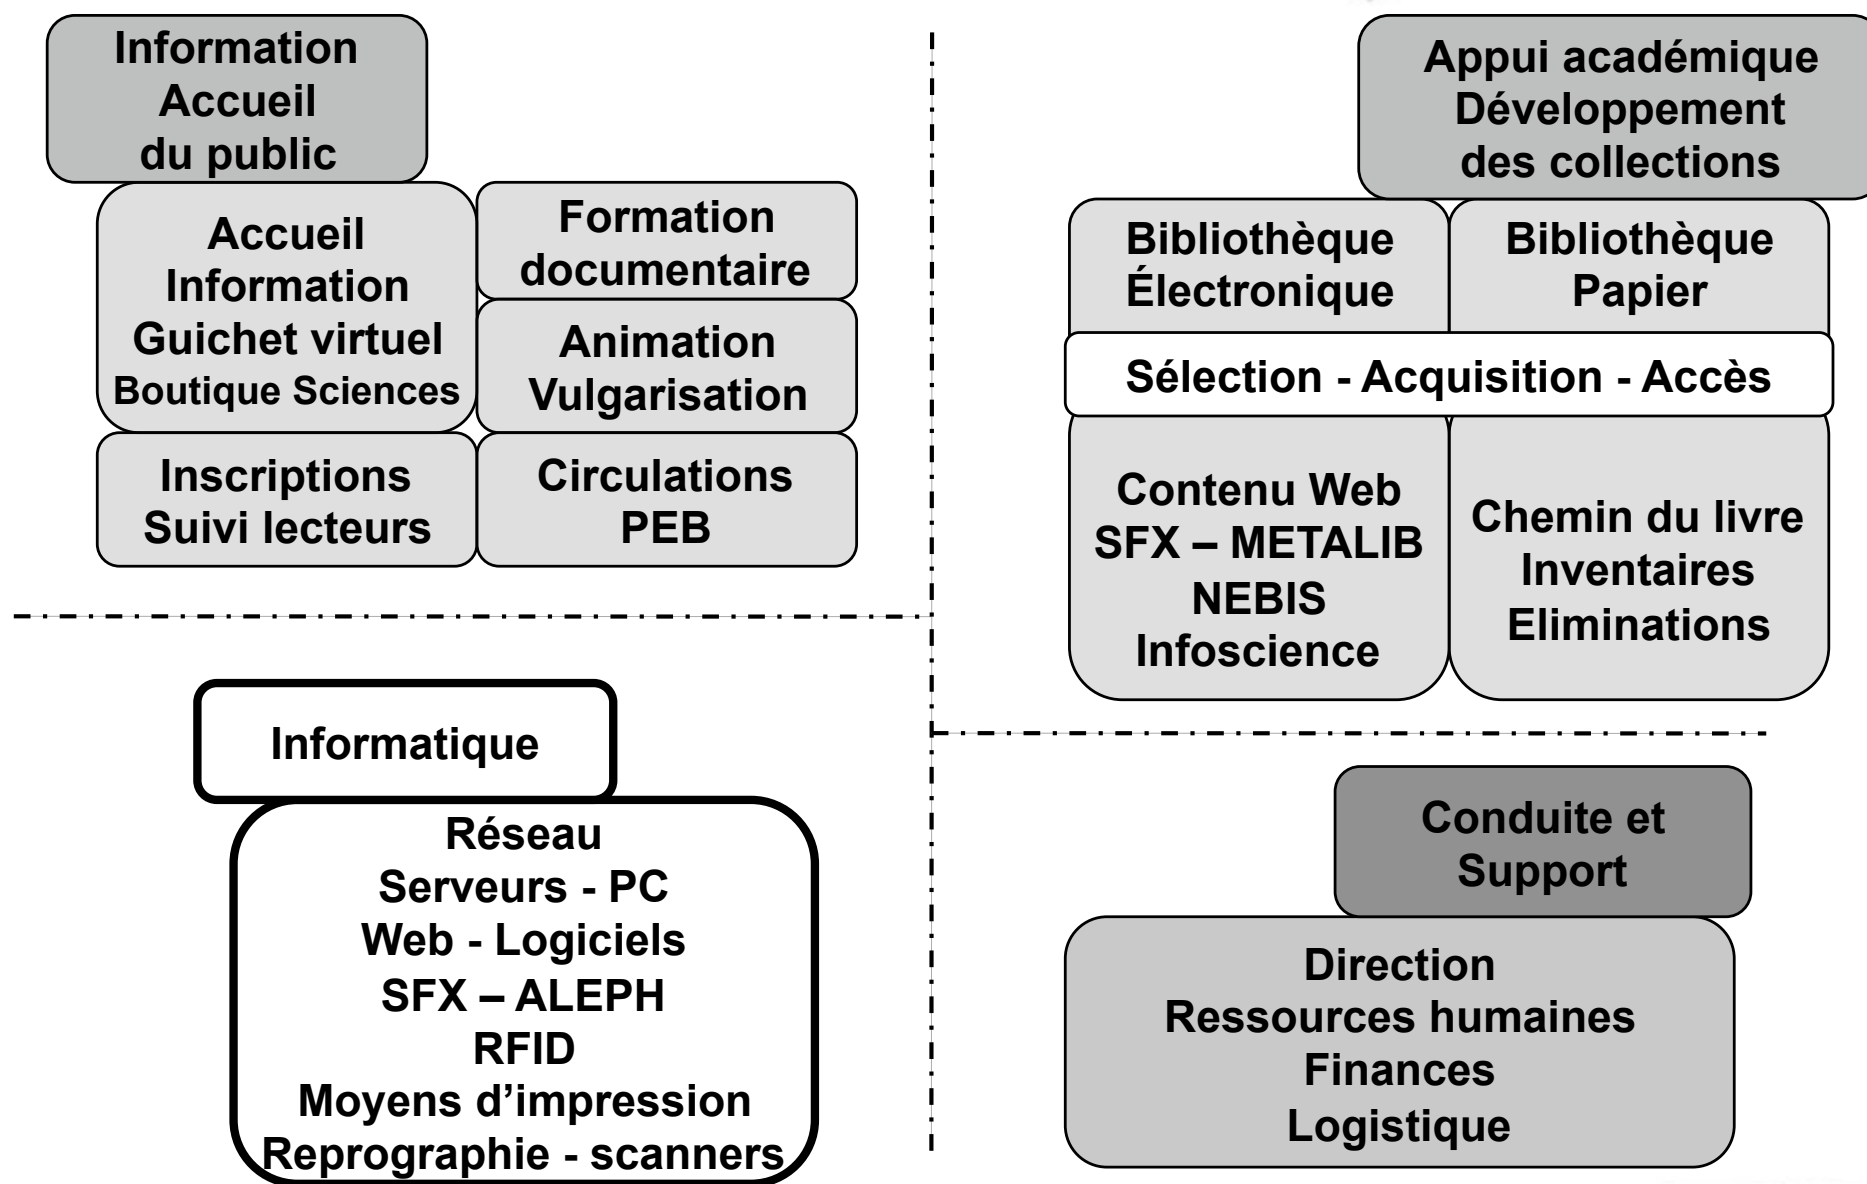 Information
Accueil
du public
Accueil
Information
Guichet virtuel
Boutique Sciences
Formation
documentaire
Animation
Vulgarisation
Inscriptions
Suivi lecteurs
Circulations
PEB
Appui académique
Développement
des collections
Bibliothèque
Électronique
Bibliothèque
Papier
Sélection - Acquisition - Accès
Contenu Web
SFX – METALIB
NEBIS
Infoscience
Chemin du livre
Inventaires
Eliminations
Informatique
Réseau
Serveurs - PC
Web - Logiciels
SFX – ALEPH
RFID
Moyens d’impression
Reprographie - scanners
Conduite et
Support
Direction
Ressources humaines
Finances
Logistique